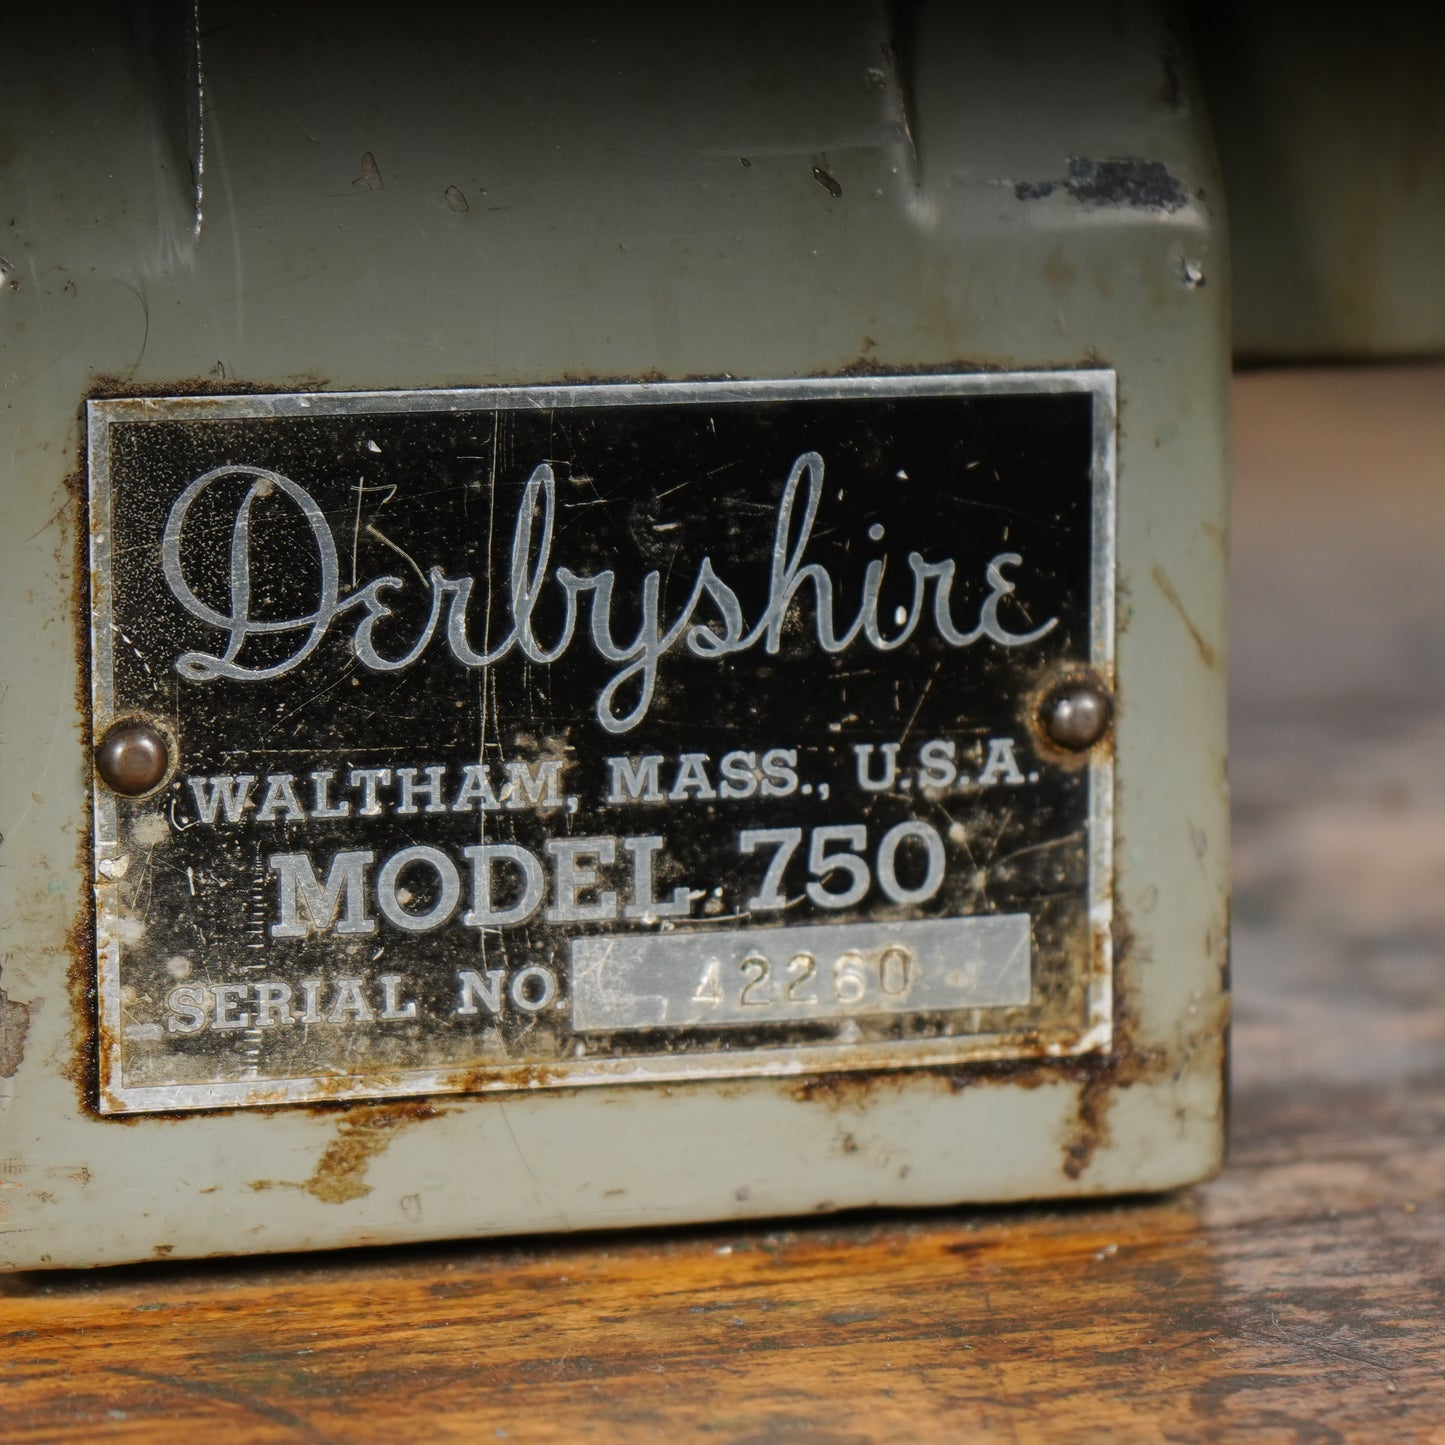 Derbyshire
WALTHAM, MASS., U.S.A.
MODEL 750
SERIAL NO. 42260